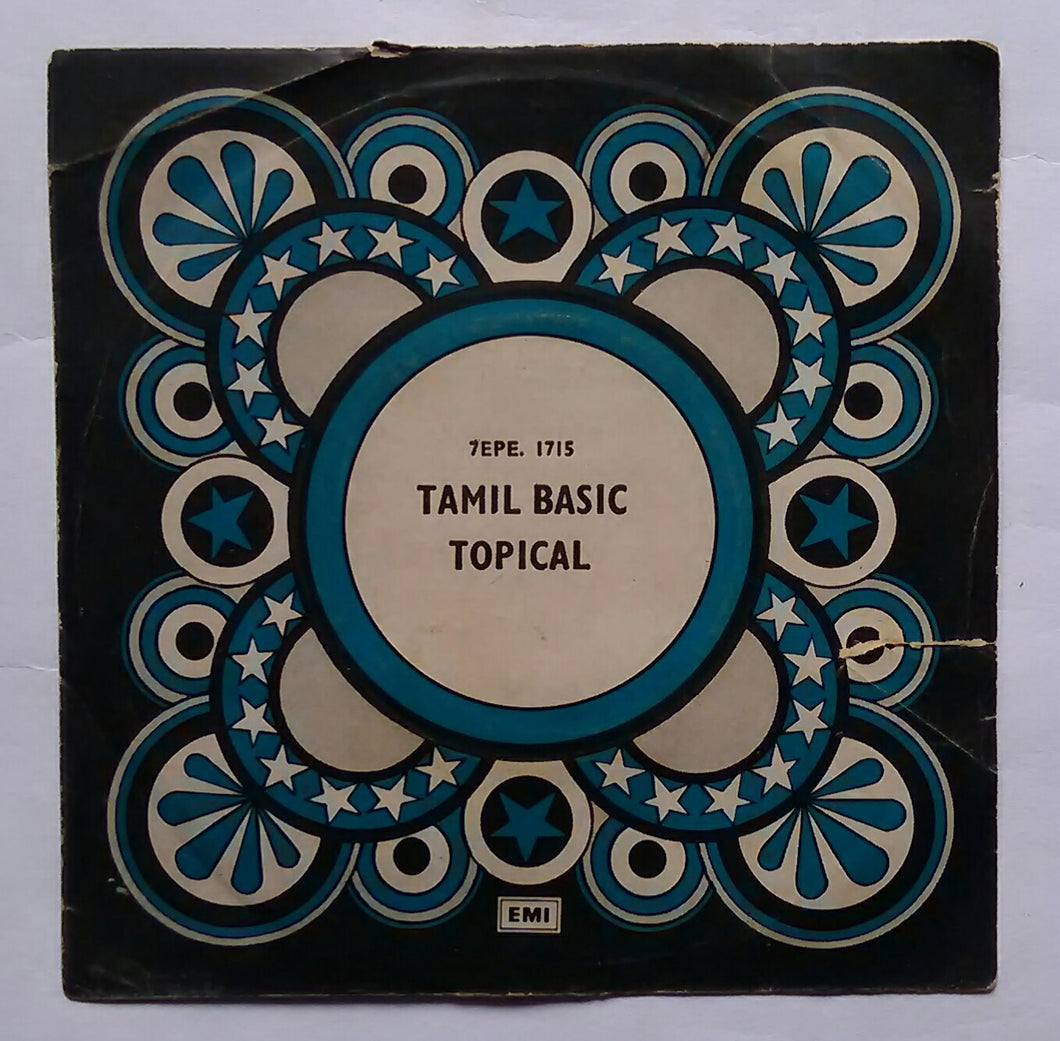 7EPE. 1715
TAMIL BASIC
TOPICAL
EMI